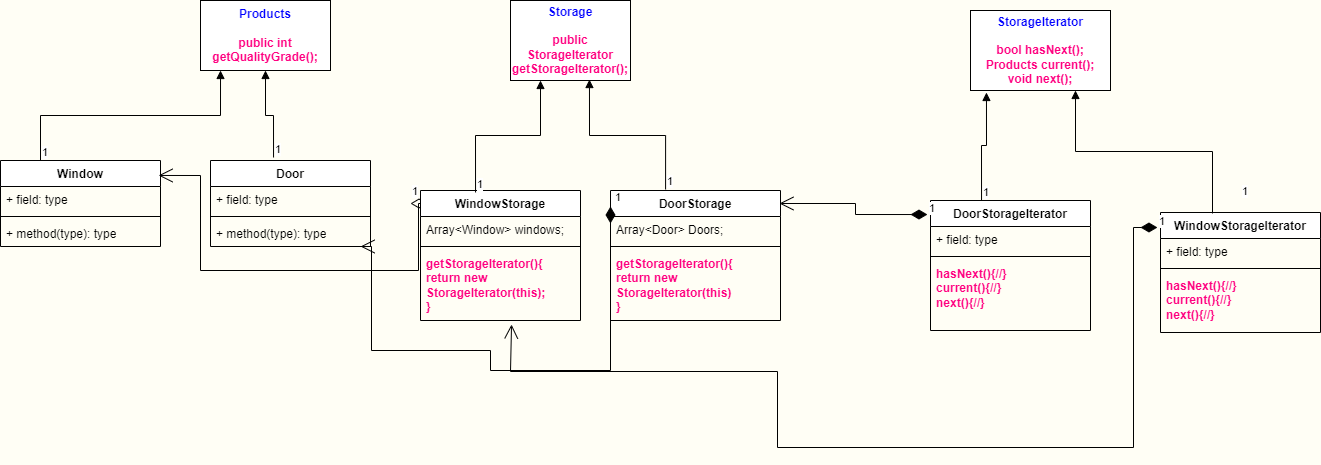 Products
public int
getQualityGrade();
Storage
public
StorageIterator
getStorageIterator();
StorageIterator
bool hasNext();
Products current();
void next();
1
Window
+ field: type
+ method(type): type
1
Door
+ field: type
+ method(type): type
1
1
WindowStorage
Array<Window> windows;
getStorageIterator(){
return new
StorageIterator(this);
}
1
1
DoorStorage
Array<Door> Doors;
getStorageIterator(){
return new
StorageIterator(this)
}
1
1
DoorStorageIterator
+ field: type
hasNext(){//}
current(){//}
next(){//}
1
1
WindowStorageIterator
+ field: type
hasNext(){//}
current(){//}
next(){//}